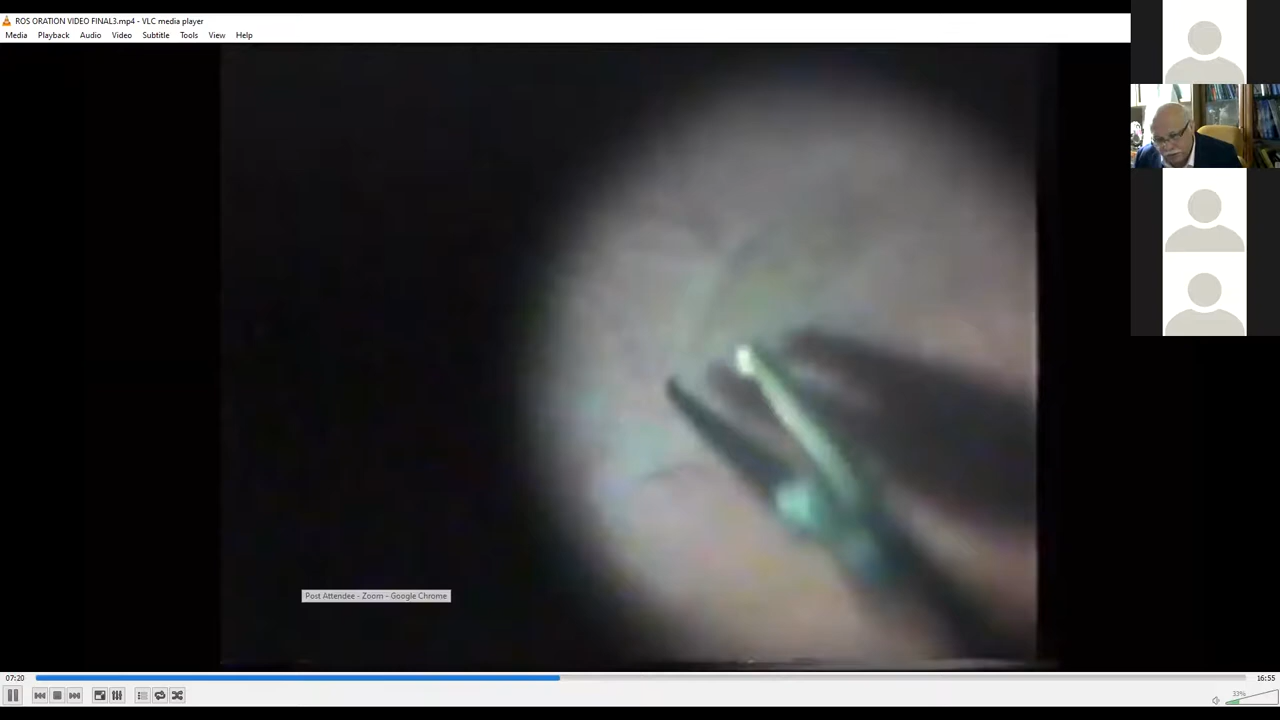 ROS ORATION VIDEO FINAL3.mp4 - VLC media player
Media Playback Audio Video Subtitle Tools View Help
Post Attendee - Zoom - Google Chrome
07:20
16:55
33%